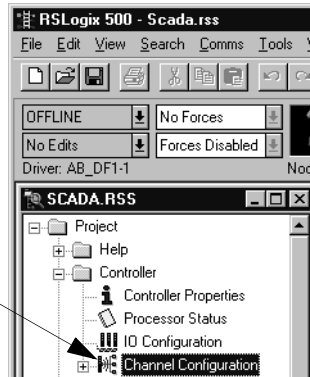 RSLogix 500 - Scada.rss
File Edit View Search Comms Tools
OFFLINE No Forces
No Edits Forces Disabled
Driver: AB_DF1-1
SCADA.RSS
Project
Help
Controller
Controller Properties
Processor Status
IO Configuration
Channel Configuration